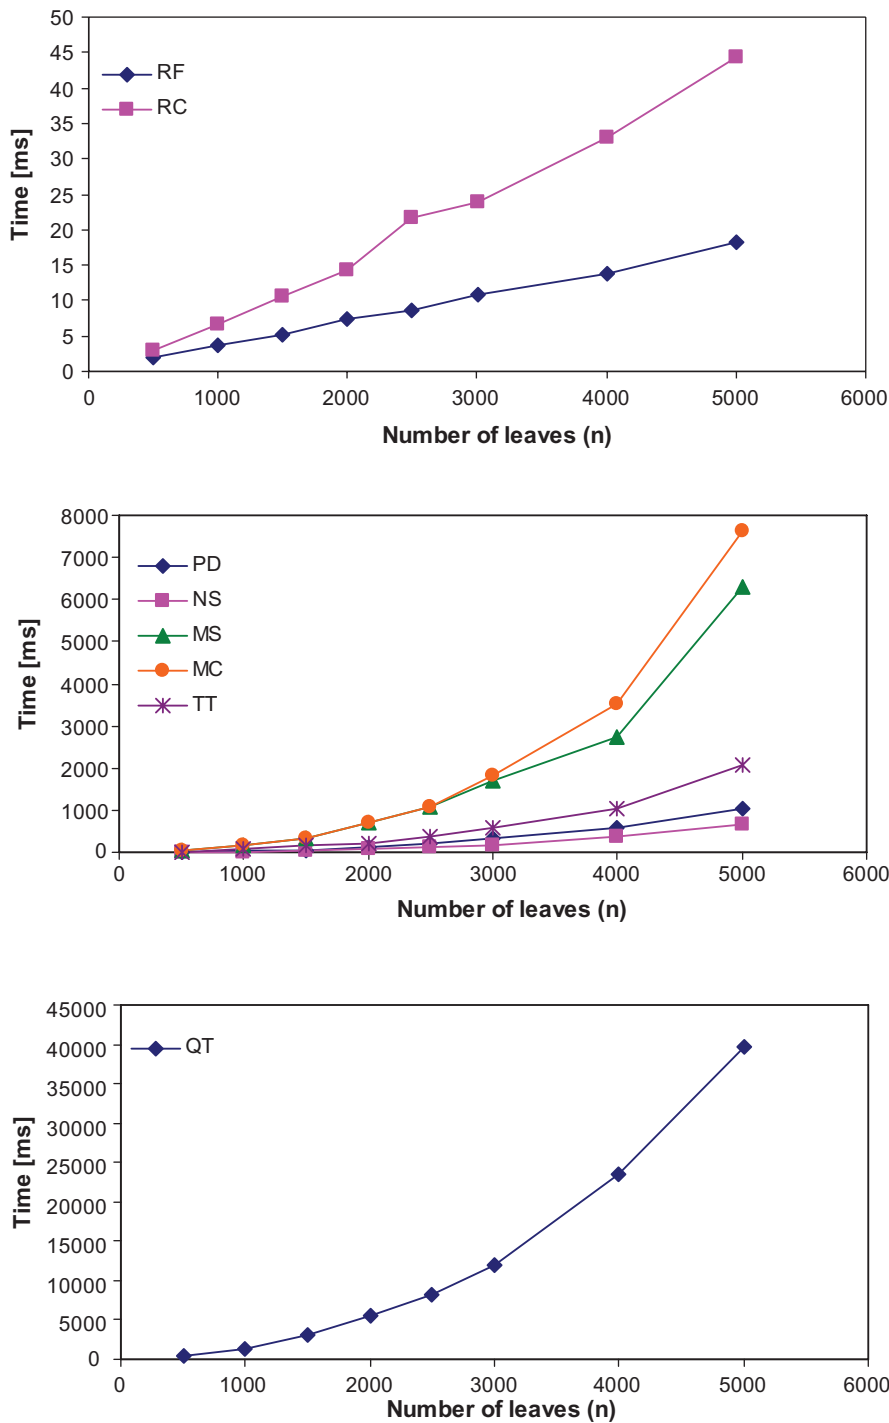 50
45
40
35
30
25
20
15
10
5
0
Time [ms]
RF
RC
0 1000 2000 3000 4000 5000 6000
Number of leaves (n)
8000
7000
6000
5000
4000
3000
2000
1000
0
Time [ms]
PD
NS
MS
MC
TT
0 1000 2000 3000 4000 5000 6000
Number of leaves (n)
45000
40000
35000
30000
25000
20000
15000
10000
5000
0
Time [ms]
QT
0 1000 2000 3000 4000 5000 6000
Number of leaves (n)